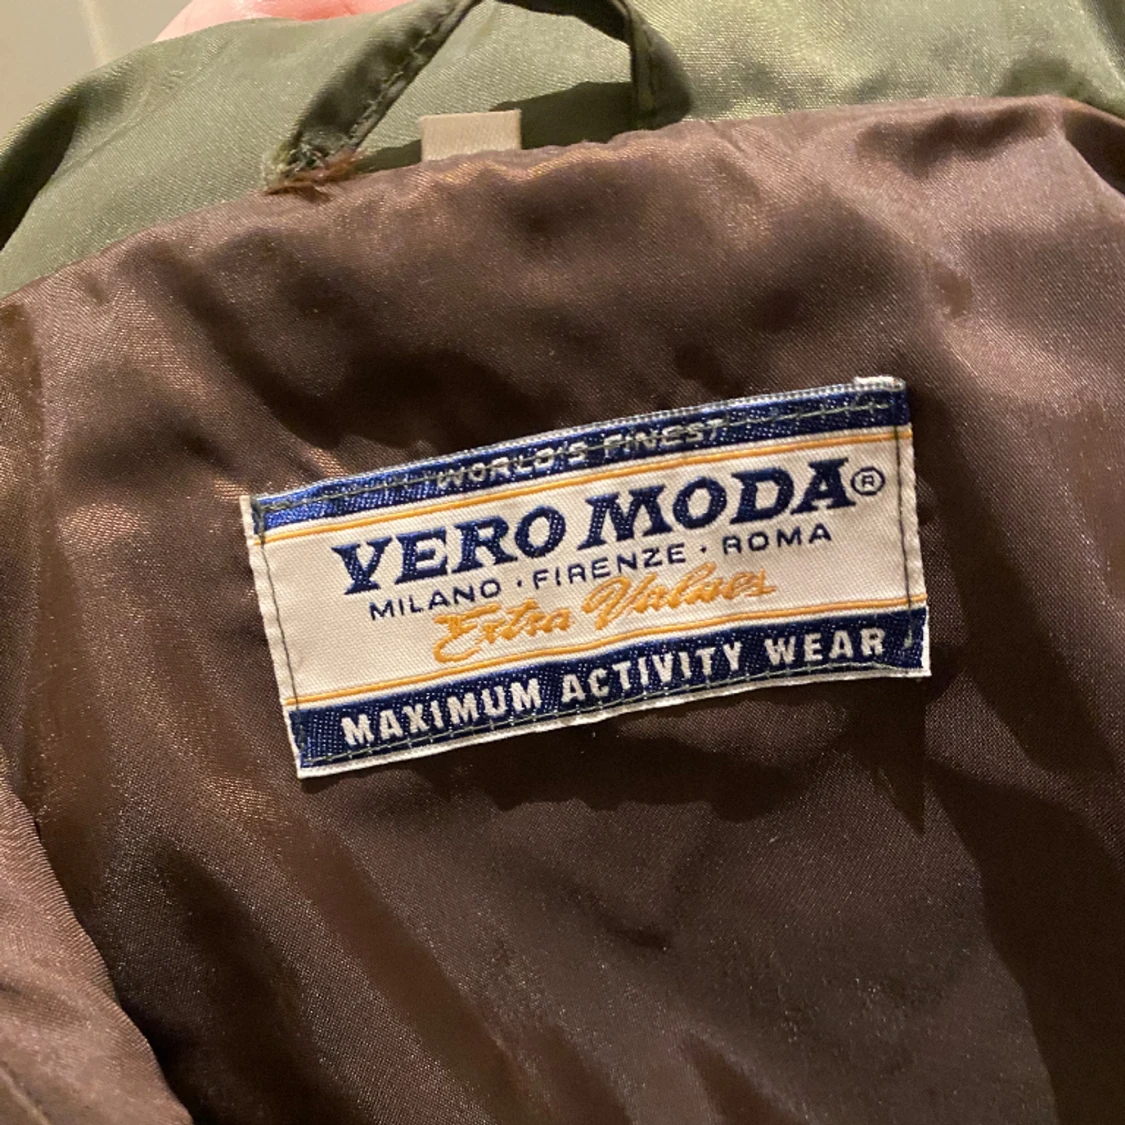 WORLD'S FINEST
VERO MODA®
MILANO · FIRENZE · ROMA
Extra Values
MAXIMUM ACTIVITY WEAR